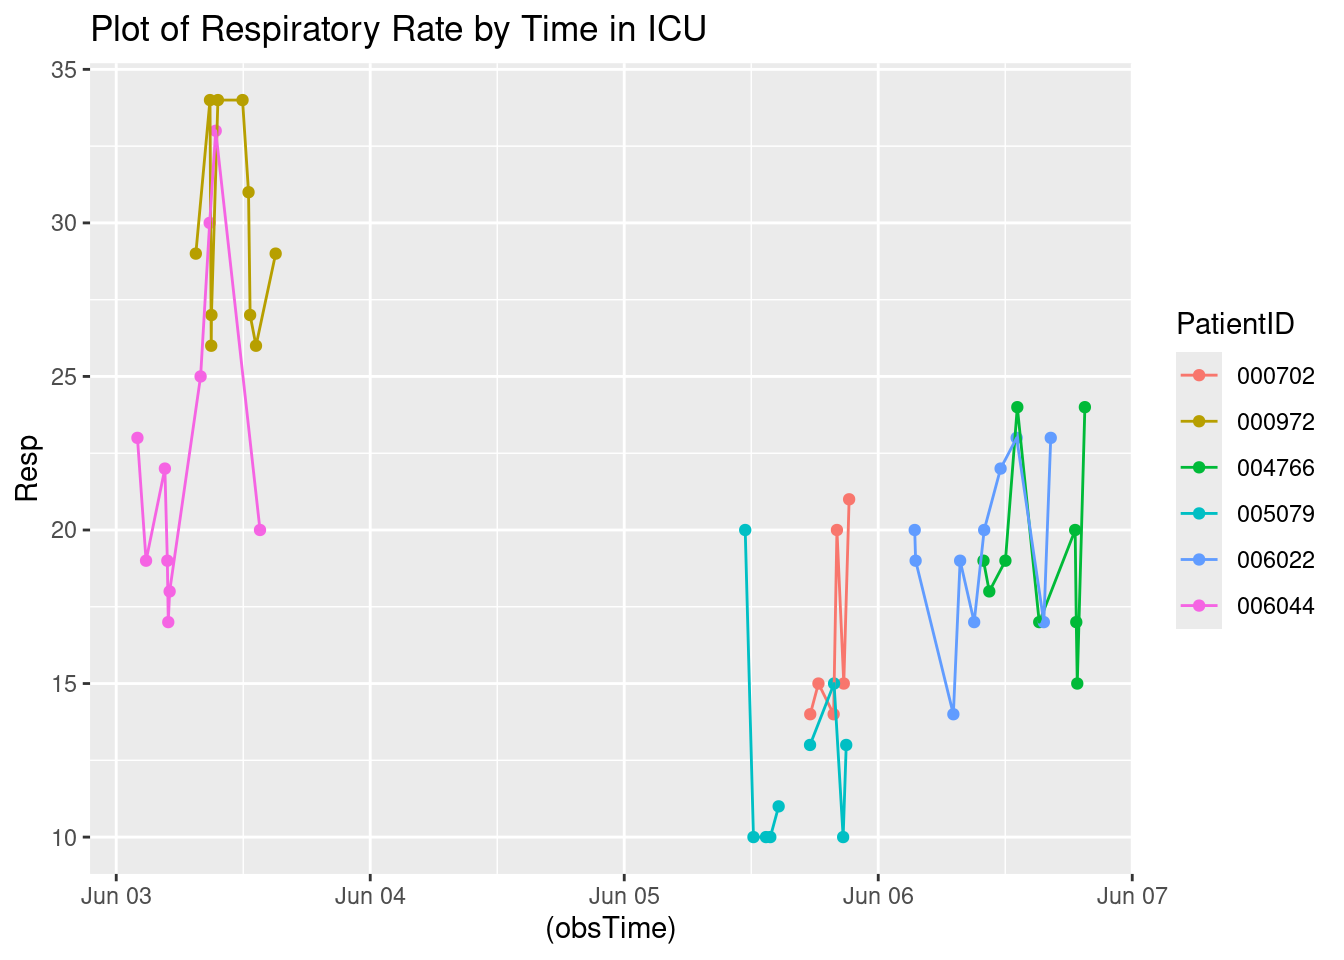 Plot of Respiratory Rate by Time in ICU
35
30
25
20
15
10
Resp
Jun 03
Jun 04
Jun 05
Jun 06
Jun 07
(obsTime)
PatientID
000702
000972
004766
005079
006022
006044